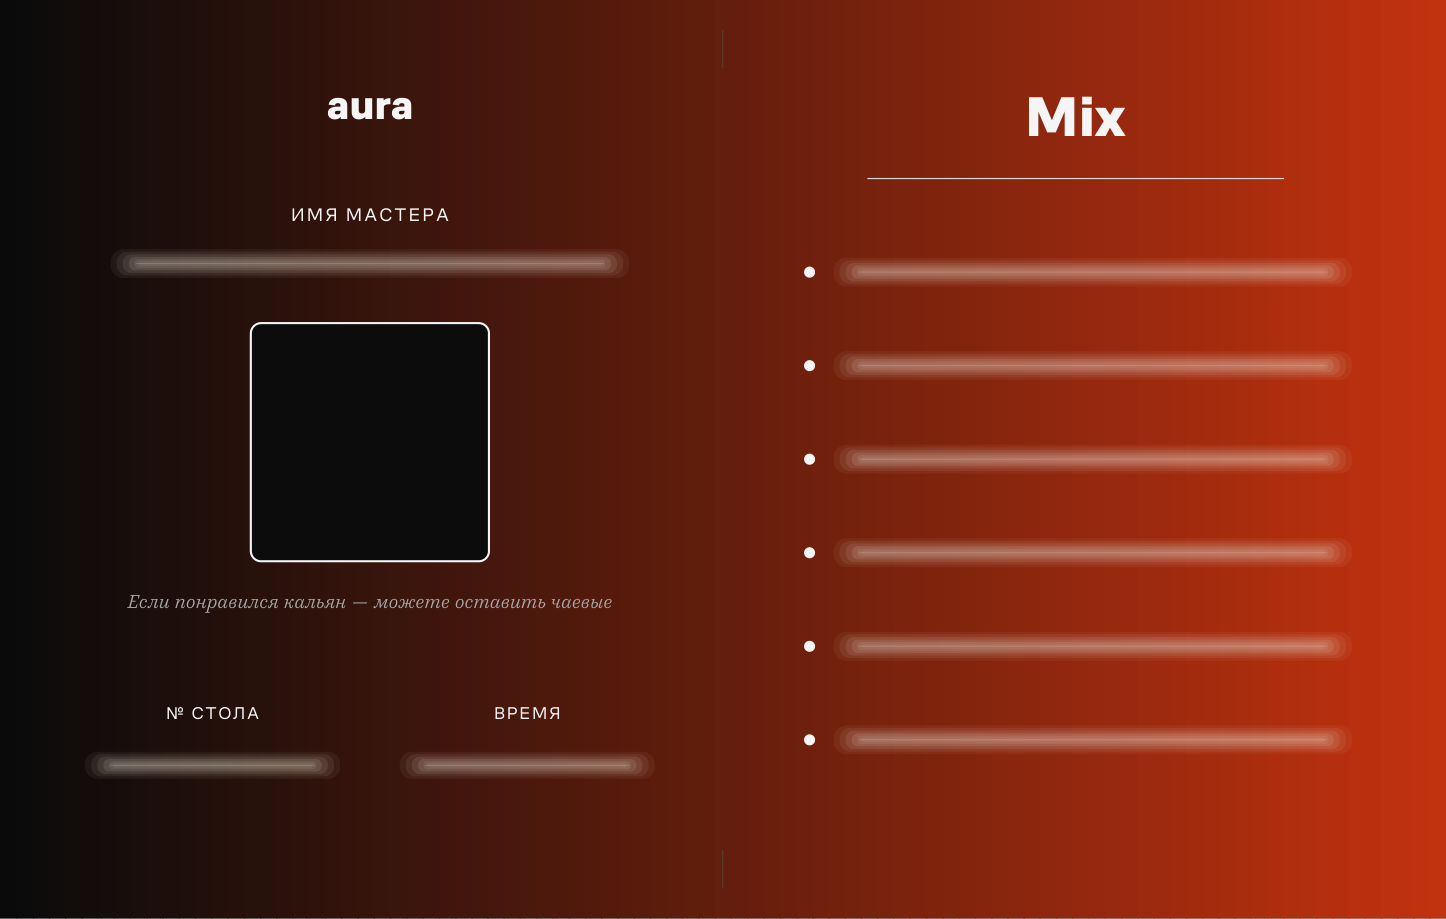 aura
ИМЯ МАСТЕРА
Если понравился кальян — можете оставить чаевые
№ СТОЛА
ВРЕМЯ
Mix